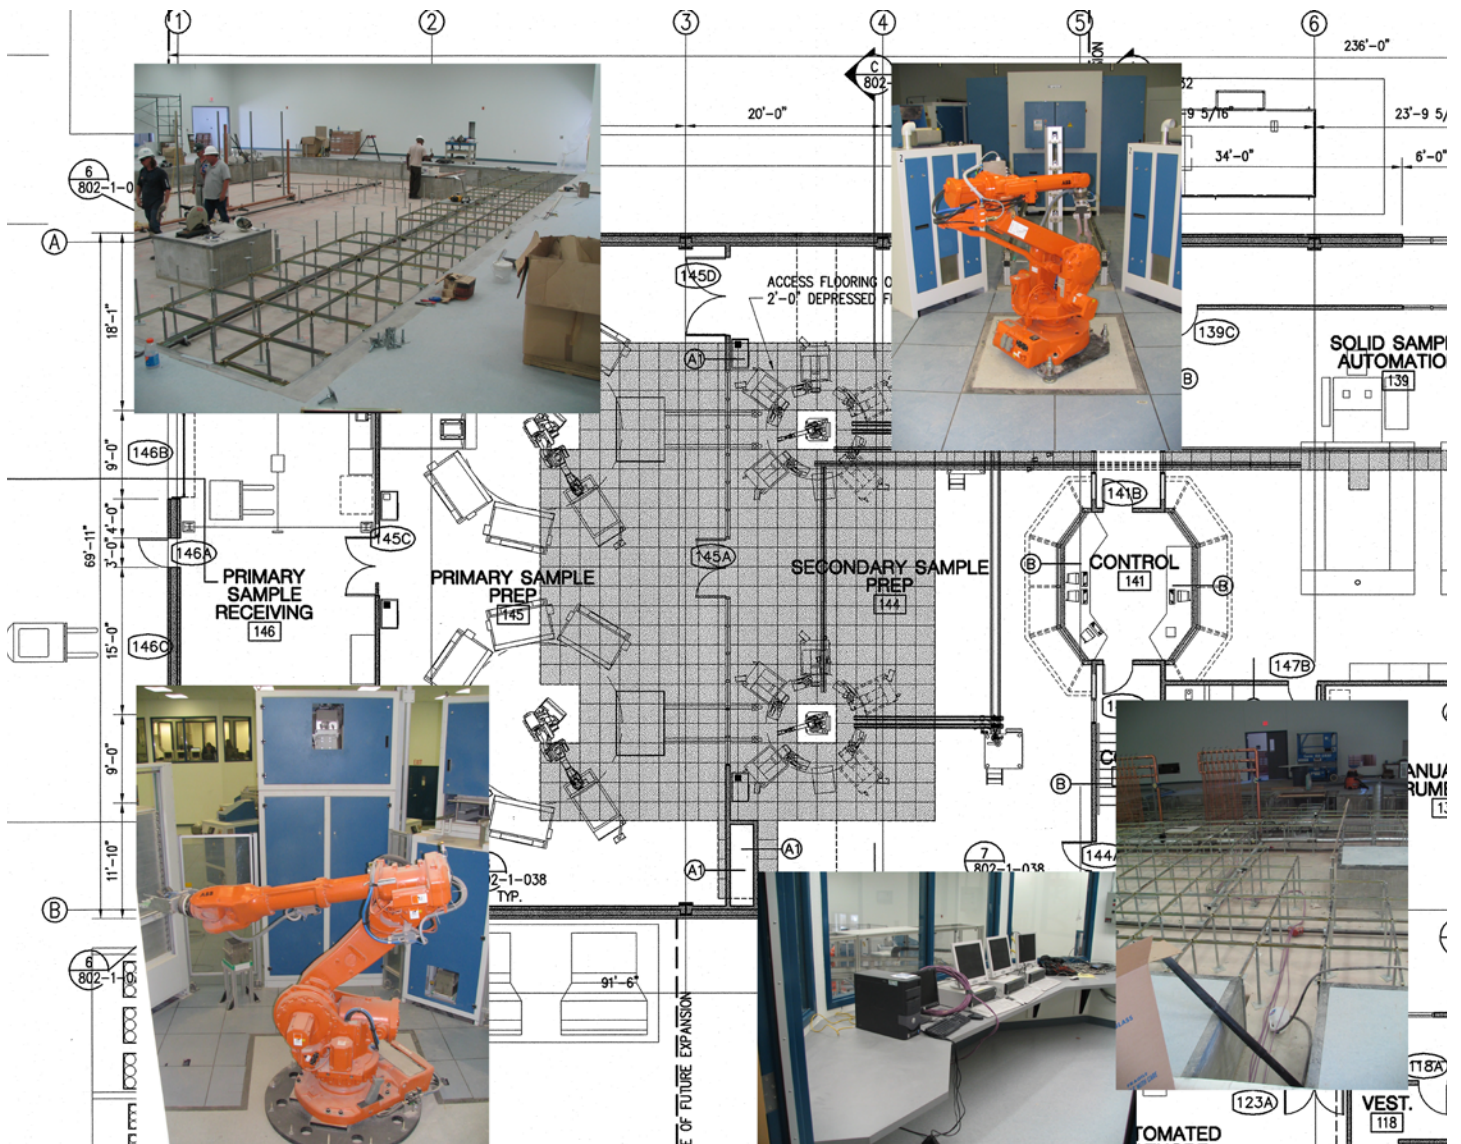 1
2
3
4
5
6
236'-0"
C
802-
20'-0"
-9 5/16"
34'-0"
23'-9 5/
6'-0"
6
802-1-0
A
18'-1"
145D
ACCESS FLOORING O
2'-0" DEPRESSED F
139C
SOLID SAMP
AUTOMATIO
139
A1
B
9'-0"
146B
141B
4'-0"
69'-11"
3'-0"
146A
145C
145A
PRIMARY
SAMPLE
RECEIVING
146
PRIMARY SAMPLE
PREP
145
SECONDARY SAMPLE
PREP
144
B
CONTROL
141
B
15'-0"
146C
147B
9'-0"
B
ANUA
RUME
11'-10"
A1
A1
144A
7
802-1-038
02-1-038
TYP.
B
6
802-1-0
91'-6"
E OF FUTURE EXPANSION
ABB
118A
123A
VEST.
118
TOMATED